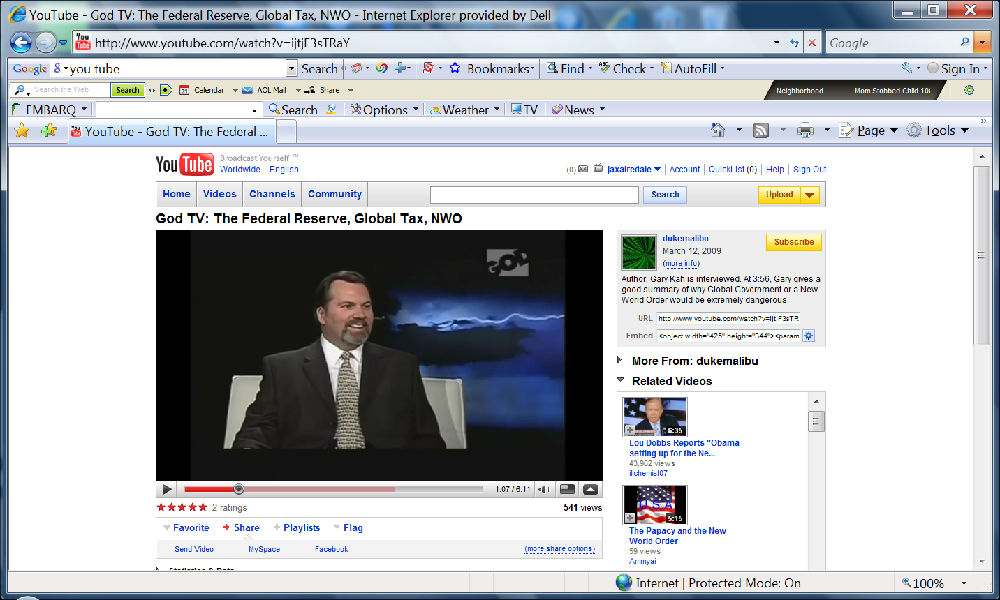 YouTube - God TV: The Federal Reserve, Global Tax, NWO - Internet Explorer provided by Dell
http://www.youtube.com/watch?v=ijtjF3sTRaY
Google
Google you tube Search Bookmarks Find Check AutoFill Sign In
Search the Web Search Calendar AOL Mail Share Neighborhood . . . . . Mom Stabbed Child 100
EMBARQ Search Options Weather TV News
YouTube - God TV: The Federal ... Page Tools
YouTube Broadcast Yourself ™
Worldwide English
(0) jaxairedale Account QuickList (0) Help Sign Out
Home Videos Channels Community Search Upload
God TV: The Federal Reserve, Global Tax, NWO
GOD
1:07 / 6:11
2 ratings 541 views
Favorite Share Playlists Flag
Send Video MySpace Facebook (more share options)
dukemalibu
March 12, 2009
(more info)
Subscribe
Author, Gary Kah is interviewed. At 3:56, Gary gives a
good summary of why Global Government or a New
World Order would be extremely dangerous.
URL http://www.youtube.com/watch?v=ijtjF3sTR
Embed <object width="425" height="344"><param
More From: dukemalibu
Related Videos
6:35
Lou Dobbs Reports "Obama
setting up for the Ne...
43,962 views
illchemist07
U.S.A
5:15
The Papacy and the New
World Order
59 views
Ammyai
Internet | Protected Mode: On 100%